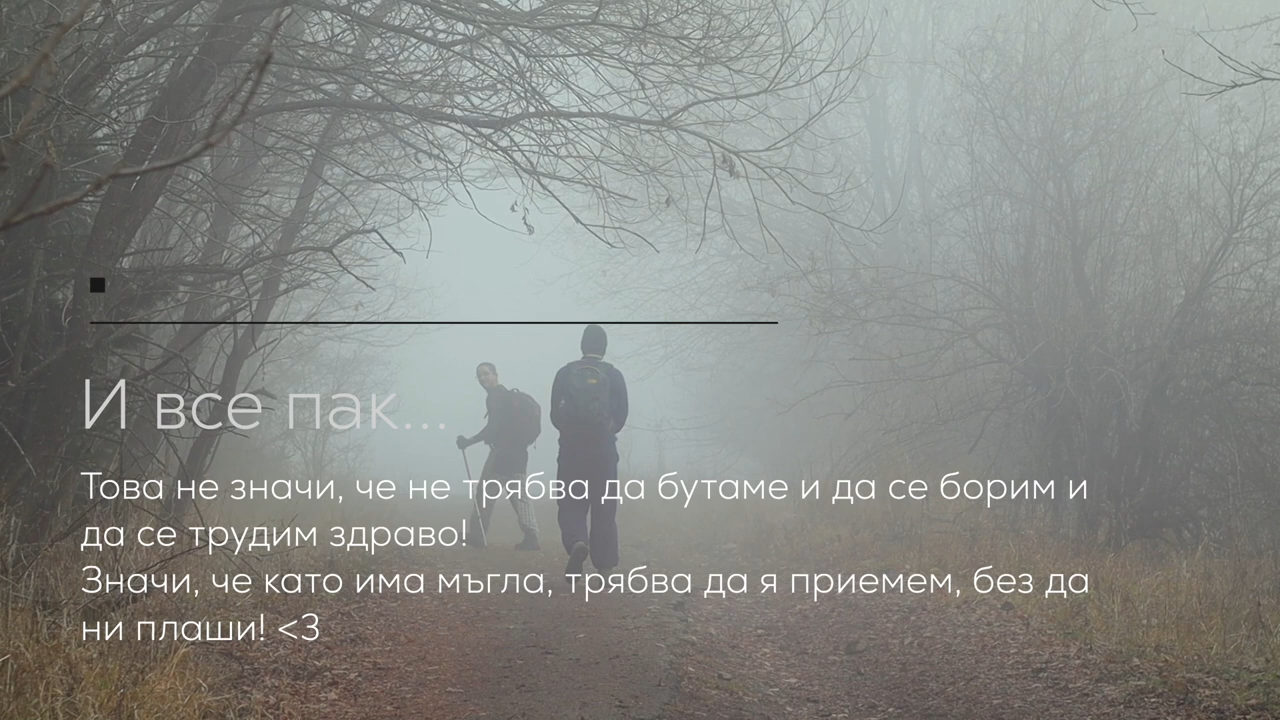 И все пак...
Това не значи, че не трябва да бутаме и да се борим и
да се трудим здраво!
Значи, че като има мъгла, трябва да я приемем, без да
ни плаши! <3